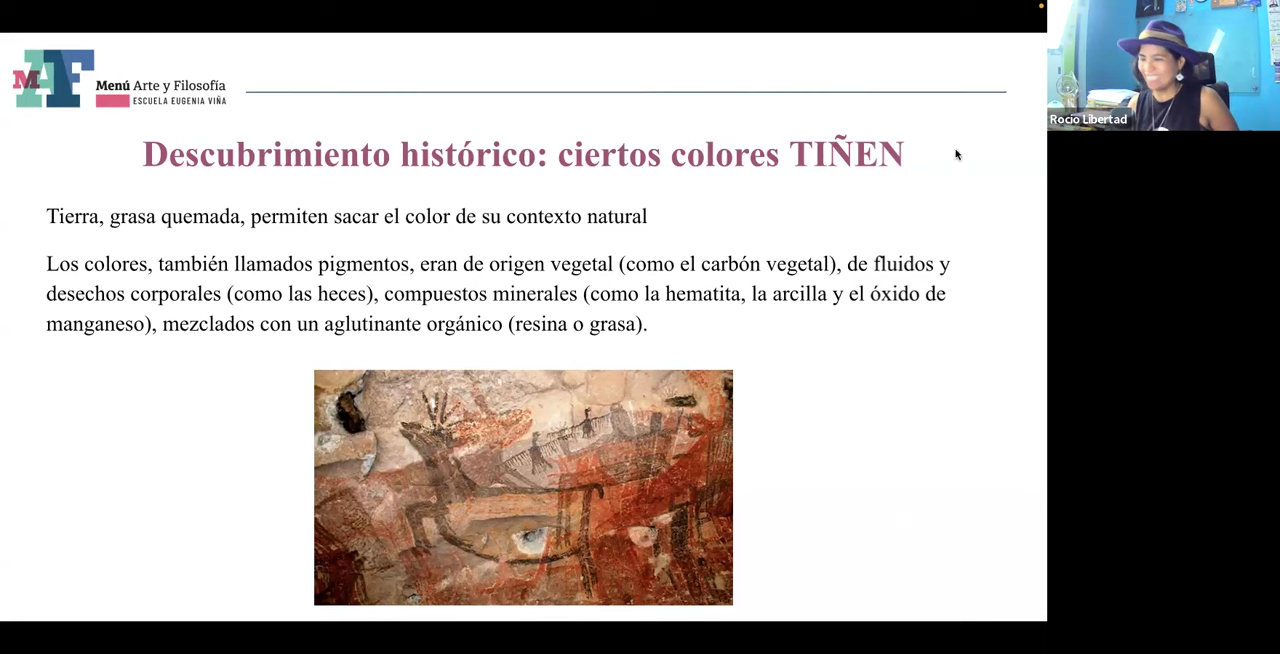 MAF
Menú Arte y Filosofía
ESCUELA EUGENIA VIÑA
Rocío Libertad
Descubrimiento histórico: ciertos colores TIÑEN
Tierra, grasa quemada, permiten sacar el color de su contexto natural
Los colores, también llamados pigmentos, eran de origen vegetal (como el carbón vegetal), de fluidos y
desechos corporales (como las heces), compuestos minerales (como la hematita, la arcilla y el óxido de
manganeso), mezclados con un aglutinante orgánico (resina o grasa).